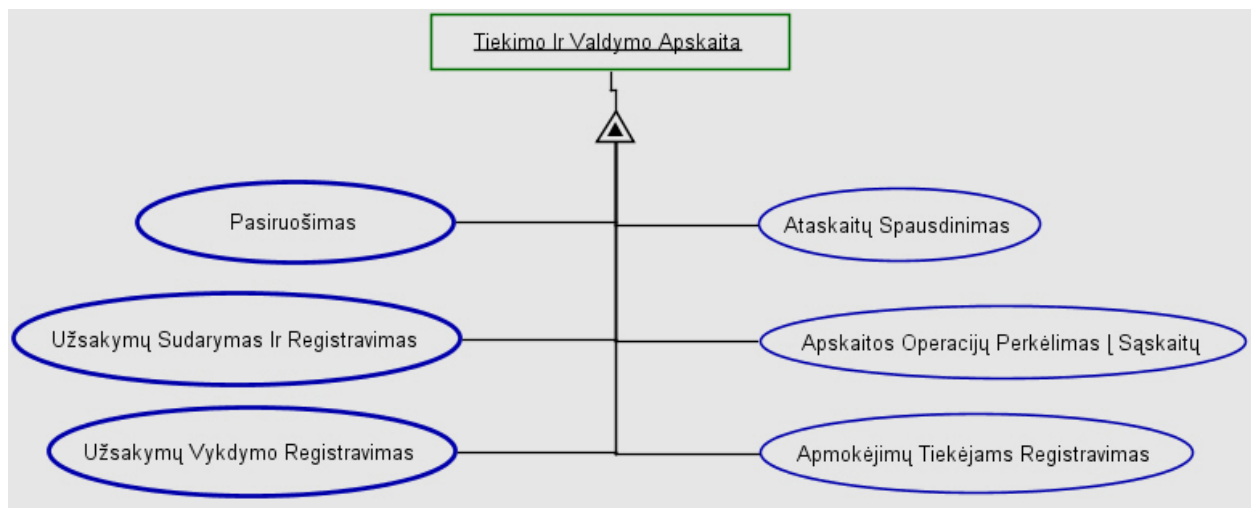 Tiekimo Ir Valdymo Apskaita
Pasiruošimas
Ataskaitų Spausdinimas
Užsakymų Sudarymas Ir Registravimas
Apskaitos Operacijų Perkėlimas Į Sąskaitų
Užsakymų Vykdymo Registravimas
Apmokėjimų Tiekėjams Registravimas